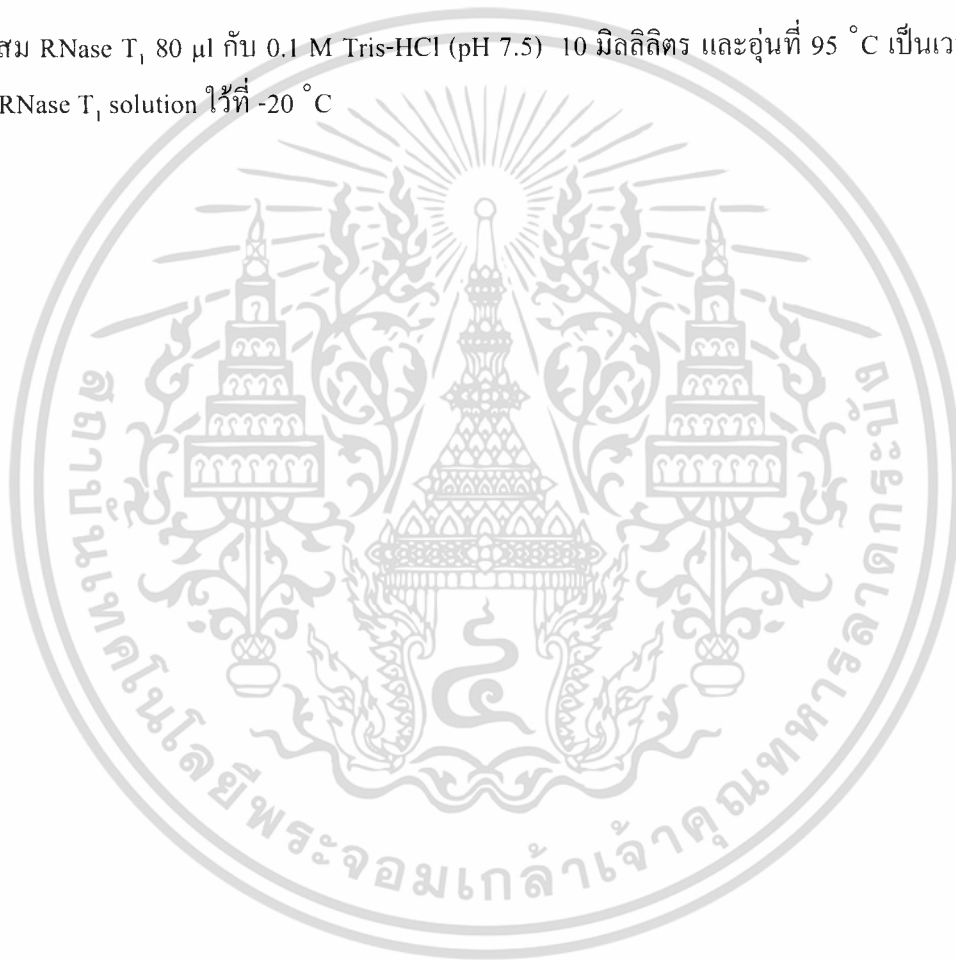 สม RNase T₁ 80 µl กับ 0.1 M Tris-HCl (pH 7.5) 10 มิลลิลิตร และอุ่นที่ 95 °C เป็น
RNase T₁ solution ไว้ที่ -20 °C
สถาบันเทคโนโลยีพระจอมเกล้าเจ้าคุณทหารลาดกระบัง